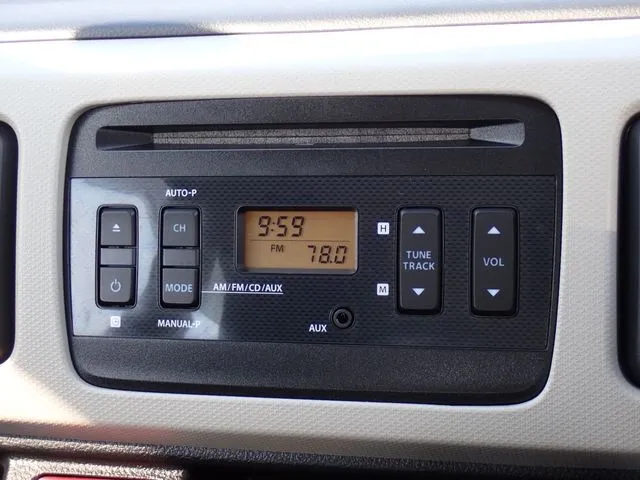 AUTO-P
CH
MODE
MANUAL-P
AM/FM/CD/AUX
9:59
FM 78.0
AUX
H
M
TUNE
TRACK
VOL